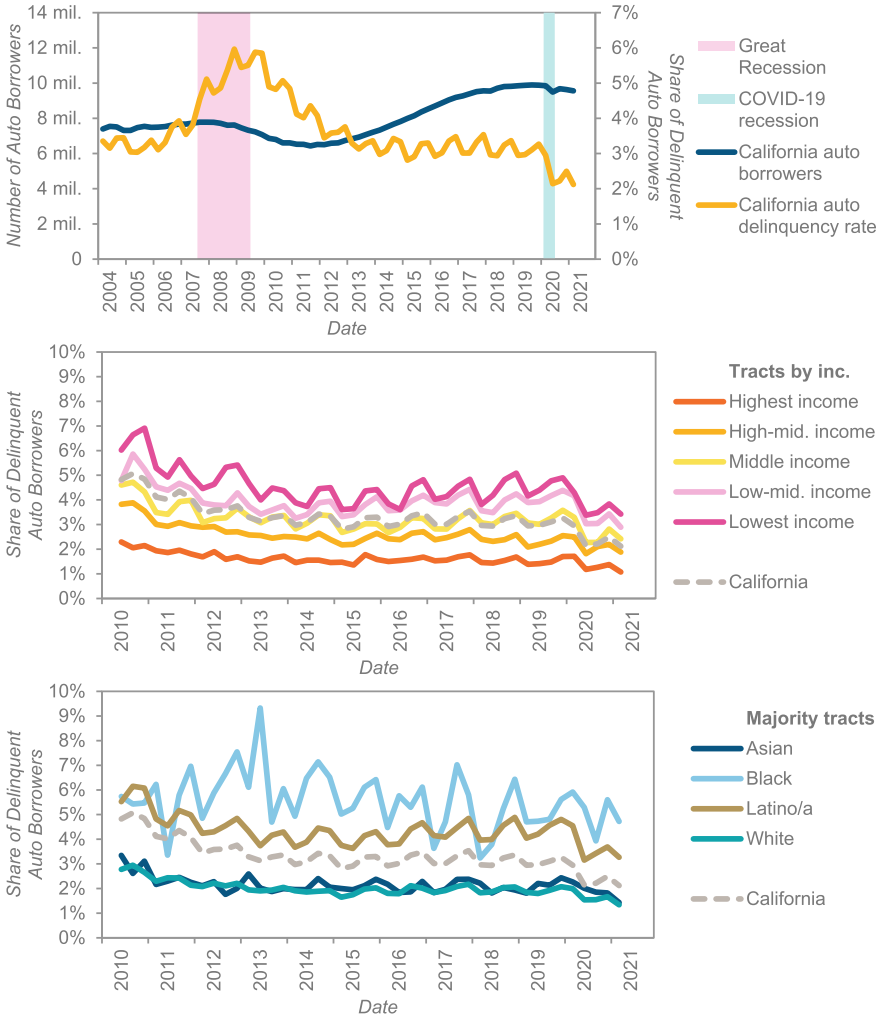 14 mil.
12 mil.
10 mil.
8 mil.
6 mil.
4 mil.
2 mil.
0
Number of Auto Borrowers
7%
6%
5%
4%
3%
2%
1%
0%
Share of Delinquent
Auto Borrowers
2004
2005
2006
2007
2008
2009
2010
2011
2012
2013
2014
2015
2016
2017
2018
2019
2020
2021
Date
Great
Recession
COVID-19
recession
California auto
borrowers
California auto
delinquency rate
10%
9%
8%
7%
6%
5%
4%
3%
2%
1%
0%
Share of Delinquent
Auto Borrowers
2010
2011
2012
2013
2014
2015
2016
2017
2018
2019
2020
2021
Date
Tracts by inc.
Highest income
High-mid. income
Middle income
Low-mid. income
Lowest income
California
10%
9%
8%
7%
6%
5%
4%
3%
2%
1%
0%
Share of Delinquent
Auto Borrowers
2010
2011
2012
2013
2014
2015
2016
2017
2018
2019
2020
2021
Date
Majority tracts
Asian
Black
Latino/a
White
California